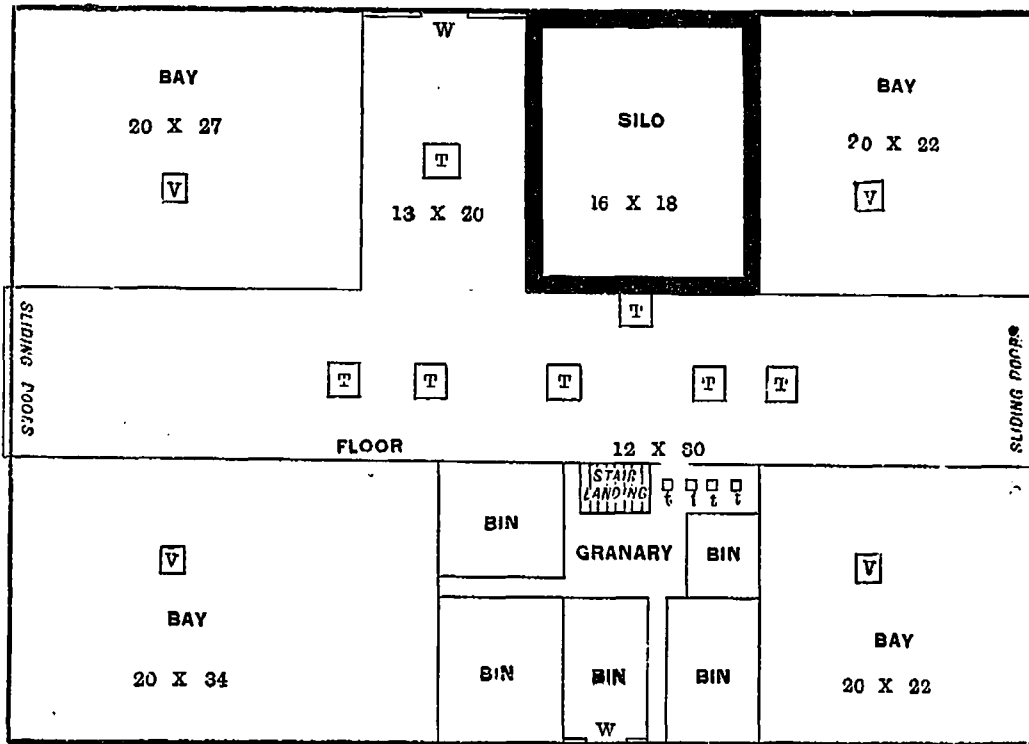 W
BAY
20 X 27
V
T
13 X 20
SILO
16 X 18
BAY
20 X 22
V
SLIDING DOORS
T
T
T
T
T
T
SLIDING DOORS
FLOOR
12 X 80
STAIR
LANDING
t t t t
BIN
GRANARY
BIN
V
BAY
20 X 34
BIN
BIN
BIN
W
V
BAY
20 X 22